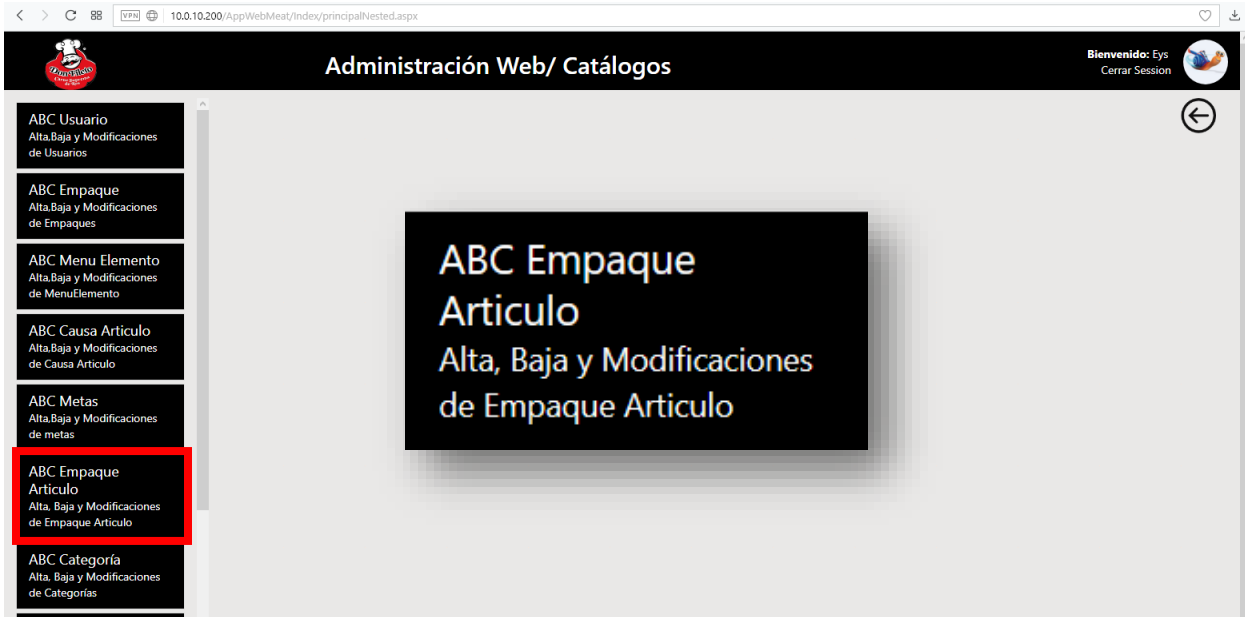 VPN
10.0.10.200/AppWebMeat/Index/principalNested.aspx
Don Fileto
Administración Web/ Catálogos
Bienvenido: Eys
Cerrar Session
ABC Usuario
Alta,Baja y Modificaciones
de Usuarios
ABC Empaque
Alta,Baja y Modificaciones
de Empaques
ABC Menu Elemento
Alta,Baja y Modificaciones
de MenuElemento
ABC Causa Articulo
Alta,Baja y Modificaciones
de Causa Articulo
ABC Metas
Alta,Baja y Modificaciones
de metas
ABC Empaque
Articulo
Alta, Baja y Modificaciones
de Empaque Articulo
ABC Categoría
Alta, Baja y Modificaciones
de Categorías
ABC Empaque
Articulo
Alta, Baja y Modificaciones
de Empaque Articulo